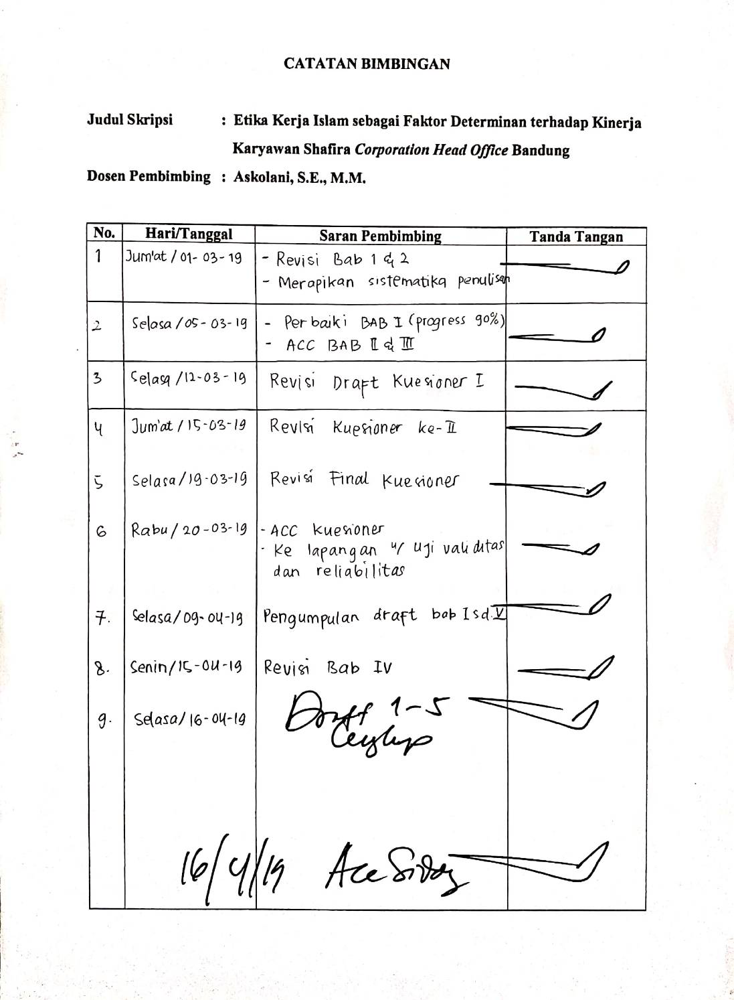 CATATAN BIMBINGAN
Judul Skripsi : Etika Kerja Islam sebagai Faktor Determinan terhadap Kinerja
Karyawan Shafira Corporation Head Office Bandung
Dosen Pembimbing : Askolani, S.E., M.M.
No. Hari/Tanggal Saran Pembimbing Tanda Tangan
1 Jum'at / 01-03-19 - Revisi Bab 1 & 2
- Merapikan sistematika penulisan
2 Selasa / 05-03-19 - Perbaiki BAB I (progress 90%)
- ACC BAB II & III
3 Selasa / 12-03-19 Revisi Draft Kuesioner I
4 Jum'at / 15-03-19 Revisi Kuesioner ke-II
5 Selasa / 19-03-19 Revisi Final Kuesioner
6 Rabu / 20-03-19 - ACC Kuesioner
- Ke lapangan u/ uji validitas
dan reliabilitas
7. Selasa / 09-04-19 Pengumpulan draft bab I sd. V
8. Senin / 15-04-19 Revisi Bab IV
9. Selasa / 16-04-19 Draff 1-5
16/4/19 Acc Sidang